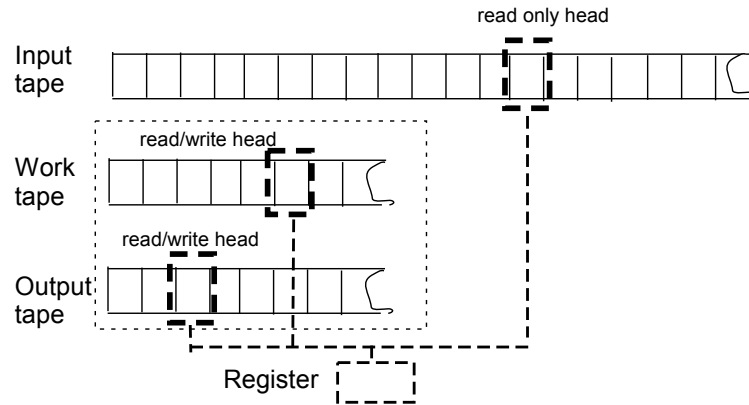 read only head
Input
tape
read/write head
Work
tape
read/write head
Output
tape
Register